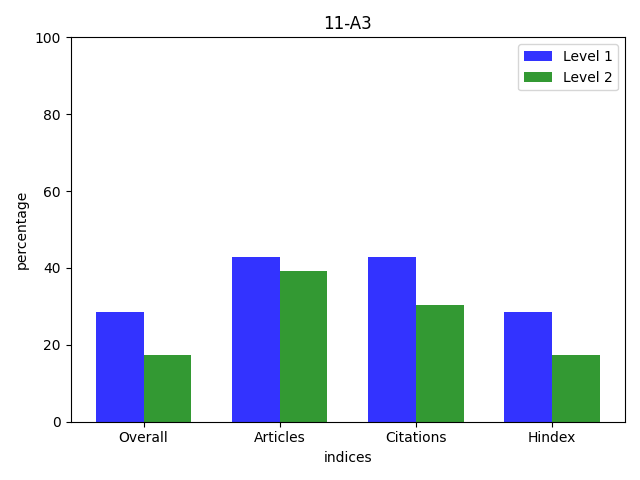 11-A3
100
80
60
40
20
0
percentage
Level 1
Level 2
Overall Articles Citations Hindex
indices